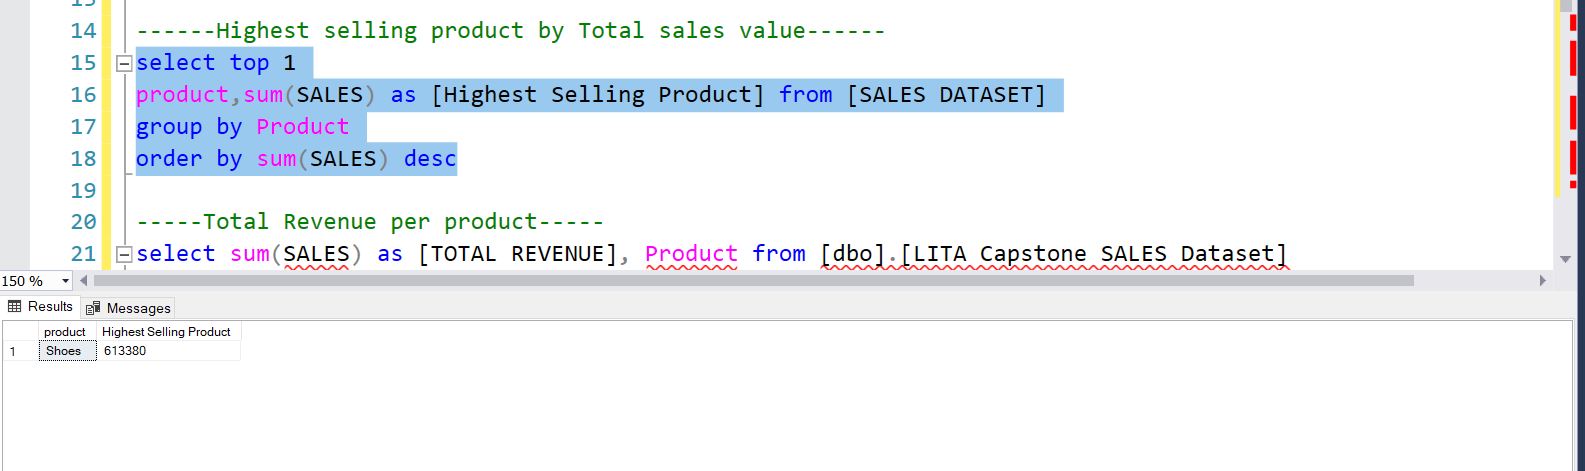 14 ------Highest selling product by Total sales value------
15 select top 1
16 product,sum(SALES) as [Highest Selling Product] from [SALES DATASET]
17 group by Product
18 order by sum(SALES) desc
19
20 -----Total Revenue per product-----
21 select sum(SALES) as [TOTAL REVENUE], Product from [dbo].[LITA Capstone SALES Dataset]
150 %
Results Messages
product Highest Selling Product
1 Shoes 613380